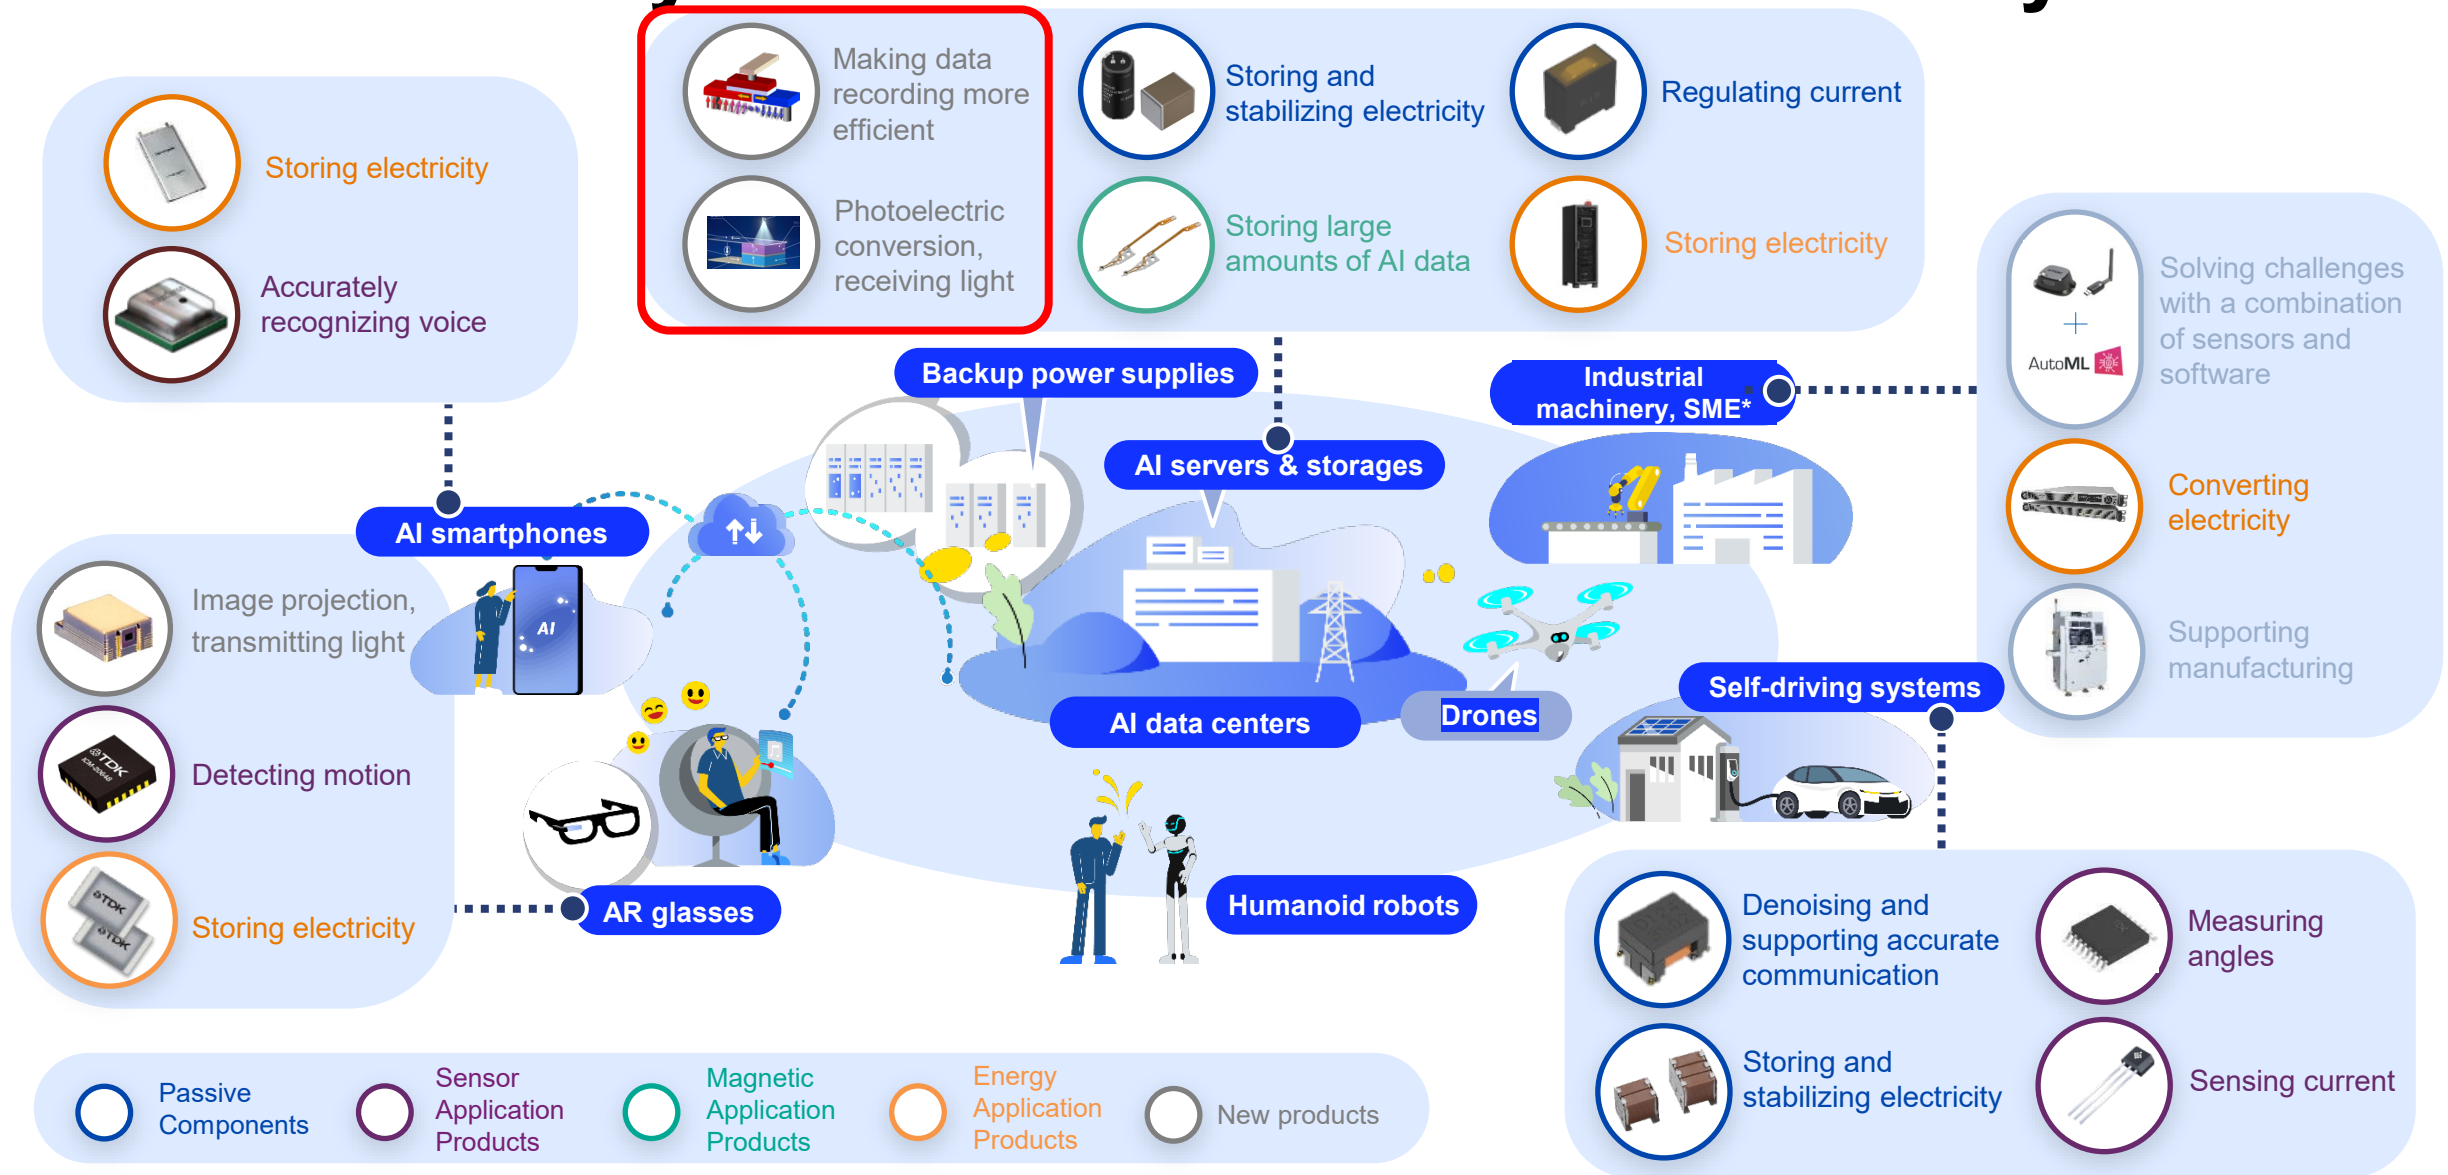 Making data
recording more
efficient
Photoelectric
conversion,
receiving light
Storing and
stabilizing electricity
Storing large
amounts of AI data
Regulating current
Storing electricity
Storing electricity
Accurately
recognizing voice
Solving challenges
with a combination
of sensors and
software
AutoML
Converting
electricity
Supporting
manufacturing
Backup power supplies
Industrial
machinery, SME*
AI servers & storages
AI smartphones
AI
Image projection,
transmitting light
TDK
ICM-20648
Detecting motion
TDK
TDK
Storing electricity
AR glasses
AI data centers
Drones
Self-driving systems
Humanoid robots
Denoising and
supporting accurate
communication
Storing and
stabilizing electricity
Measuring
angles
Sensing current
Passive
Components
Sensor
Application
Products
Magnetic
Application
Products
Energy
Application
Products
New products